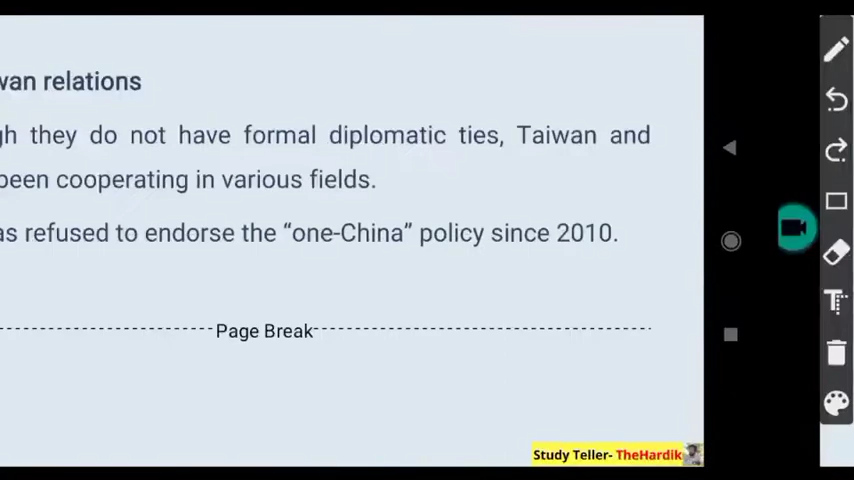 wan relations
gh they do not have formal diplomatic ties, Taiwan and
been cooperating in various fields.
as refused to endorse the “one-China” policy since 2010.
Page Break
Study Teller- TheHardik